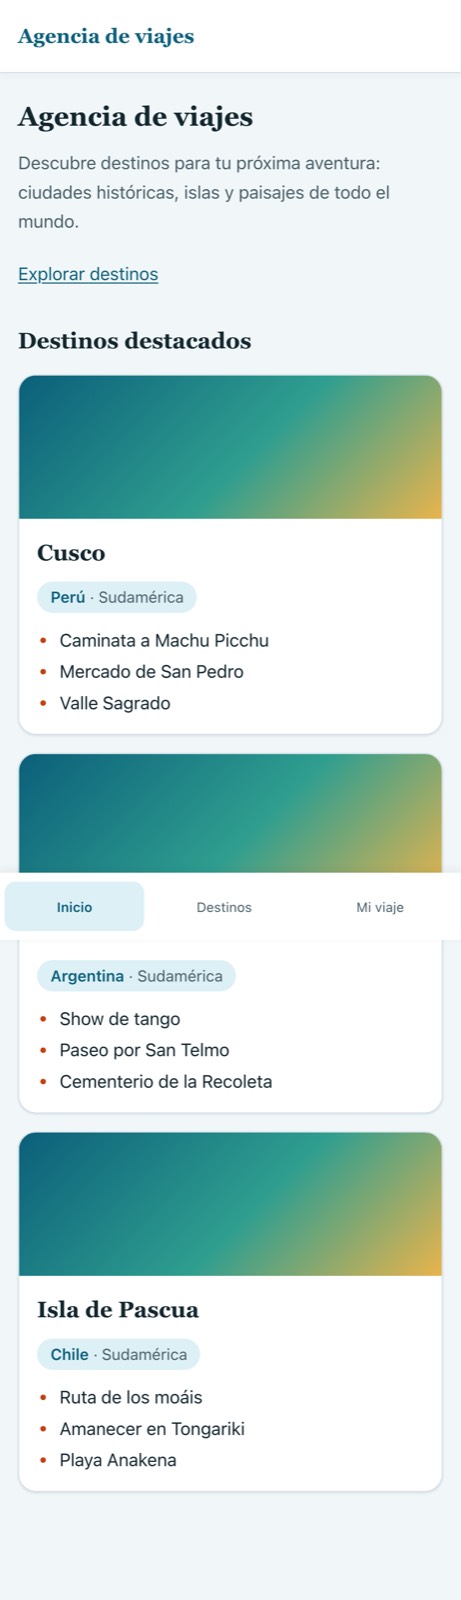 Agencia de viajes
Agencia de viajes
Descubre destinos para tu próxima aventura:
ciudades históricas, islas y paisajes de todo el
mundo.
Explorar destinos
Destinos destacados
Cusco
Perú · Sudamérica
Caminata a Machu Picchu
Mercado de San Pedro
Valle Sagrado
Inicio Destinos Mi viaje
Argentina · Sudamérica
Show de tango
Paseo por San Telmo
Cementerio de la Recoleta
Isla de Pascua
Chile · Sudamérica
Ruta de los moáis
Amanecer en Tongariki
Playa Anakena